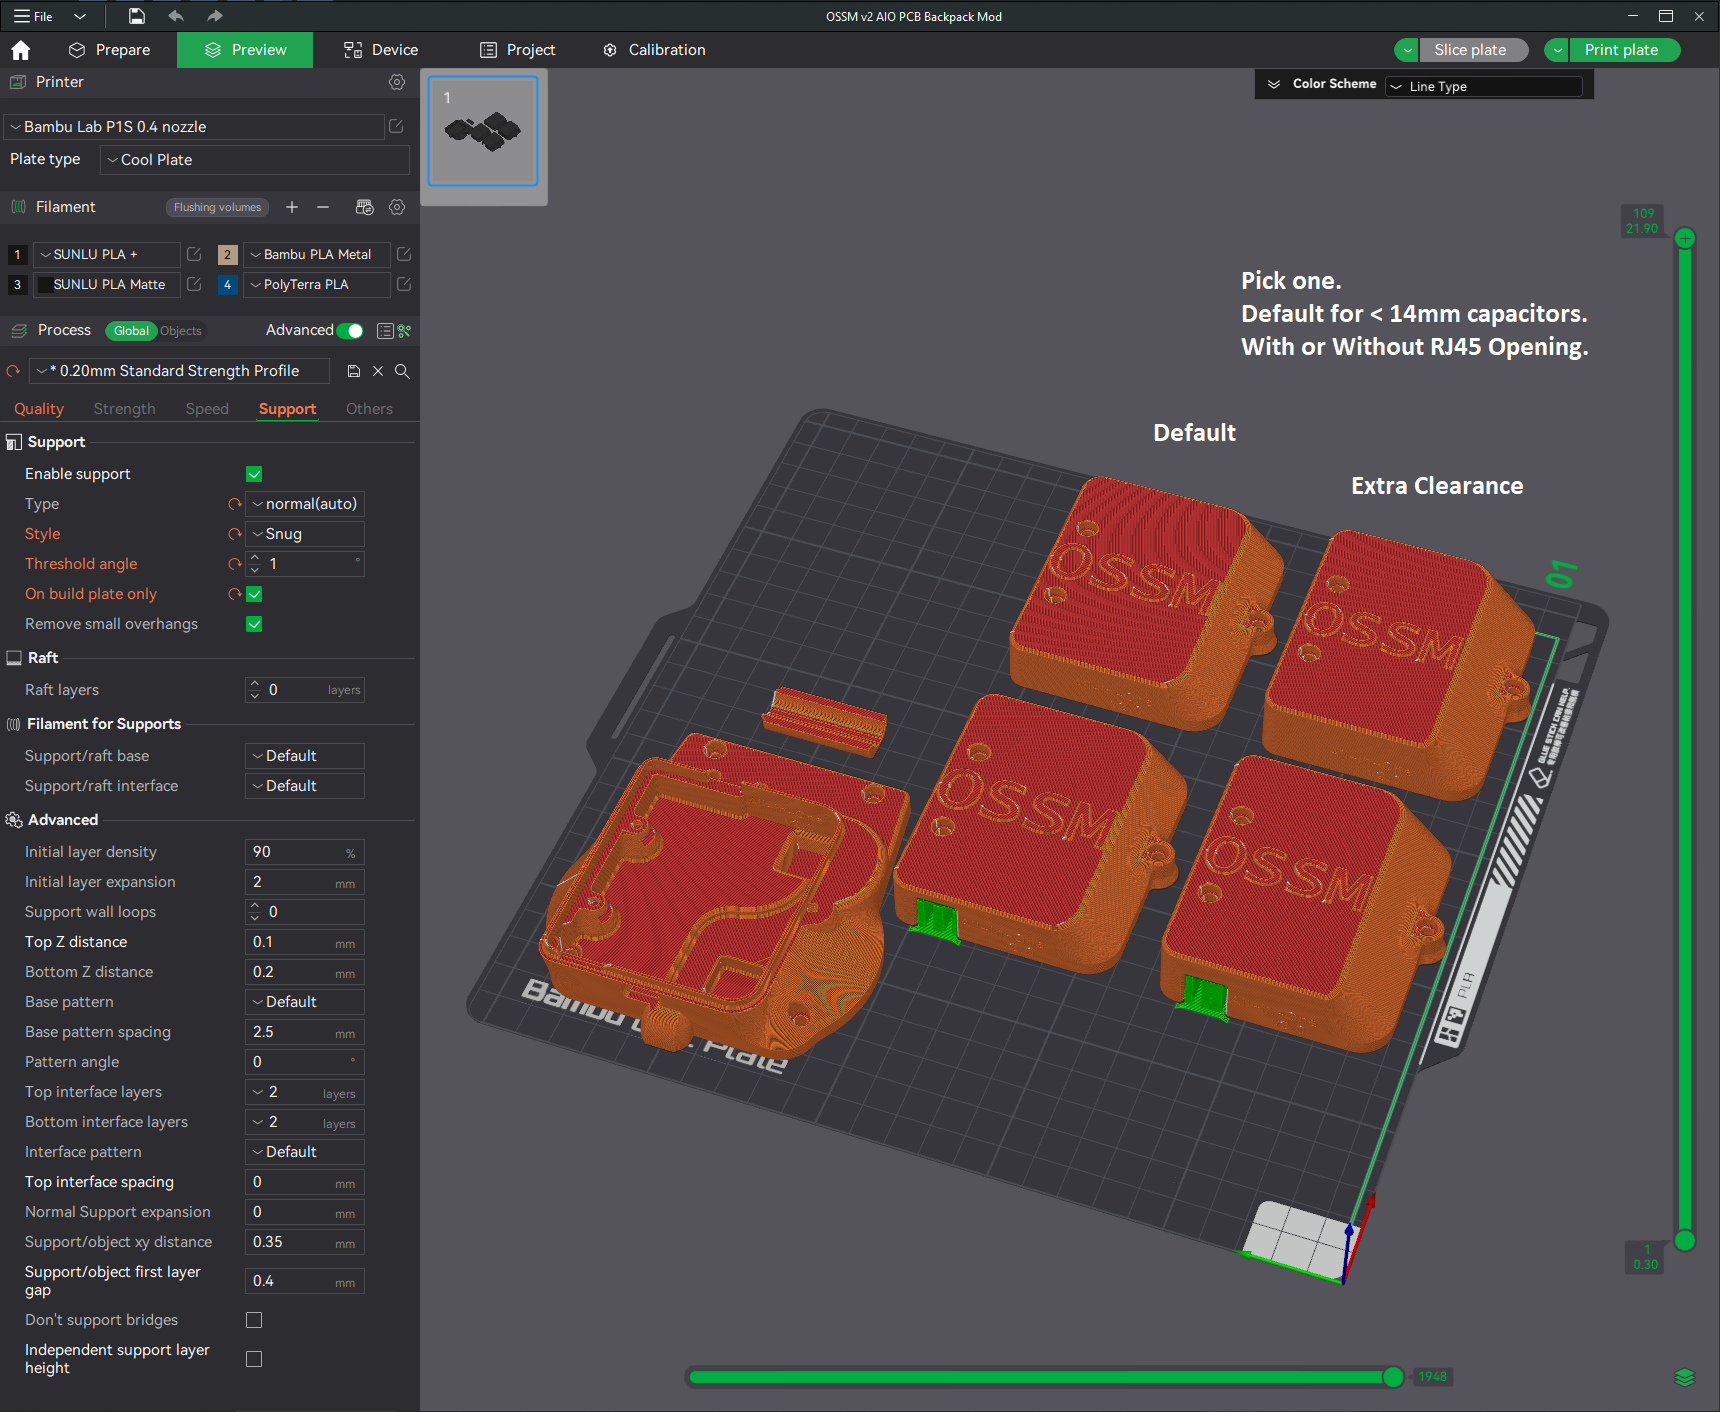 File
OSSM v2 AIO PCB Backpack Mod
Prepare
Preview
Device
Project
Calibration
Slice plate
Print plate
Printer
Bambu Lab P1S 0.4 nozzle
Plate type
Cool Plate
Filament
Flushing volumes
1
SUNLU PLA +
2
Bambu PLA Metal
3
SUNLU PLA Matte
4
PolyTerra PLA
Process
Global
Objects
Advanced
* 0.20mm Standard Strength Profile
Quality
Strength
Speed
Support
Others
Support
Enable support
Type
normal(auto)
Style
Snug
Threshold angle
1
°
On build plate only
Remove small overhangs
Raft
Raft layers
0
layers
Filament for Supports
Support/raft base
Default
Support/raft interface
Default
Advanced
Initial layer density
90
%
Initial layer expansion
2
mm
Support wall loops
0
Top Z distance
0.1
mm
Bottom Z distance
0.2
mm
Base pattern
Default
Base pattern spacing
2.5
mm
Pattern angle
0
°
Top interface layers
2
layers
Bottom interface layers
2
layers
Interface pattern
Default
Top interface spacing
0
mm
Normal Support expansion
0
mm
Support/object xy distance
0.35
mm
Support/object first layer
gap
0.4
mm
Don't support bridges
Independent support layer
height
1
Color Scheme
Line Type
109
21.90
Pick one.
Default for < 14mm capacitors.
With or Without RJ45 Opening.
Default
Extra Clearance
01
OSSM
OSSM
OSSM
OSSM
GLUE STICK CAN HELP.
PLA
Bambu
Plate
1
0.30
1948